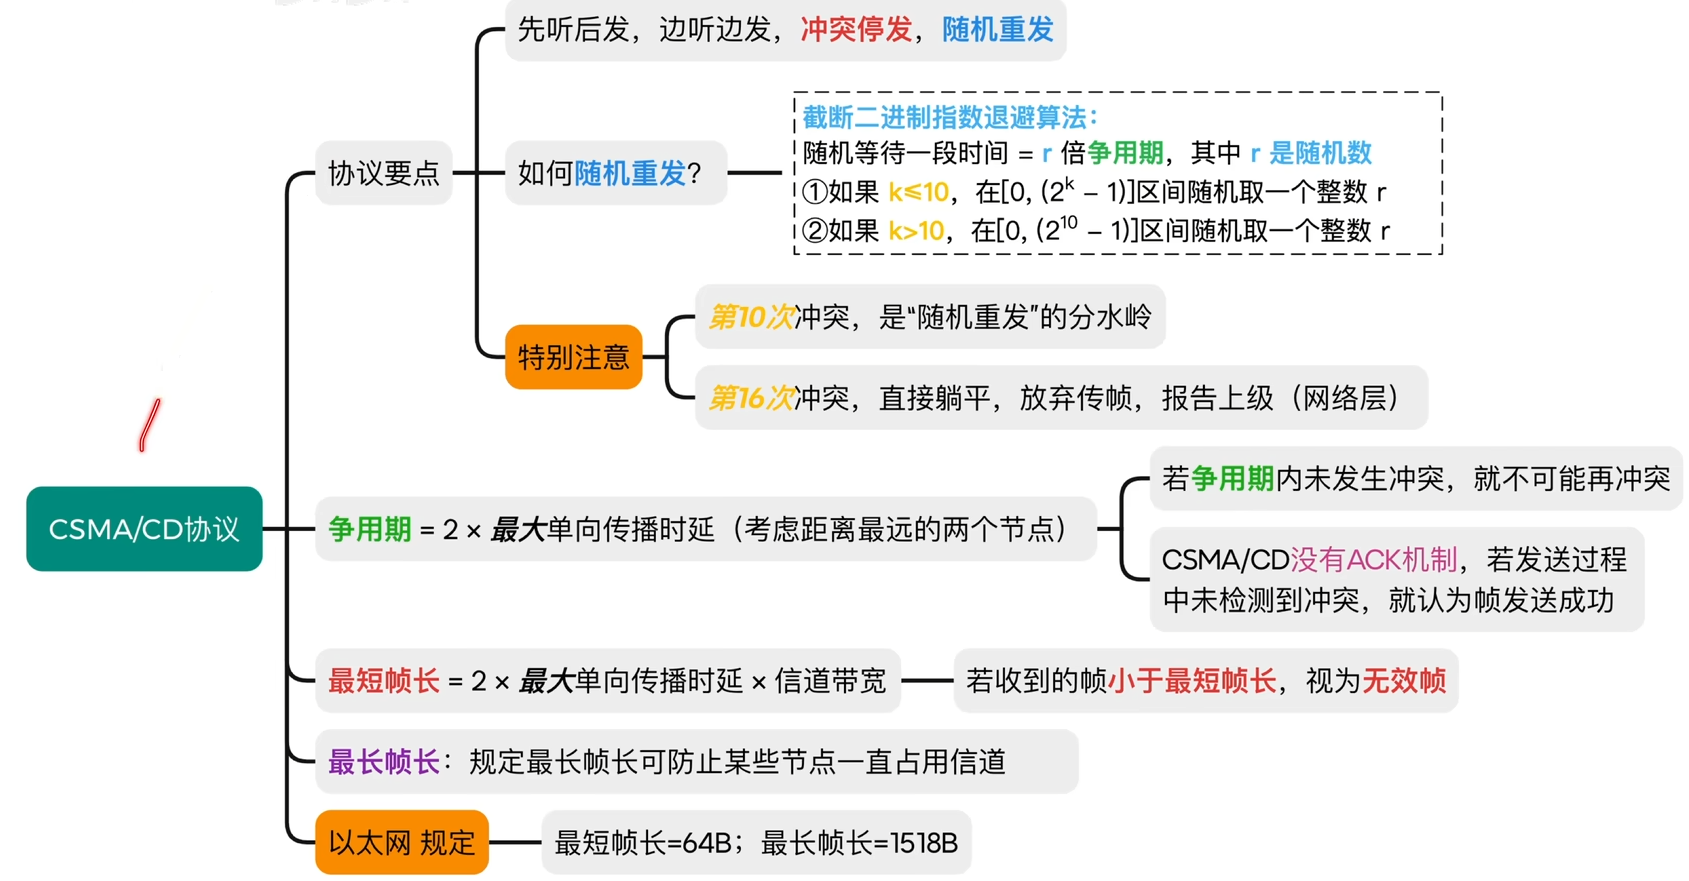 先听后发，边听边发，冲突停发，随机重发
截断二进制指数退避算法：
随机等待一段时间 = r 倍争用期，其中 r 是随机数
①如果 k≤10，在[0, (2^k − 1)]区间随机取一个整数 r
②如果 k>10，在[0, (2^10 − 1)]区间随机取一个整数 r
协议要点
如何随机重发？
第10次冲突，是“随机重发”的分水岭
特别注意
第16次冲突，直接躺平，放弃传帧，报告上级（网络层）
CSMA/CD协议
争用期 = 2 × 最大单向传播时延（考虑距离最远的两个节点）
若争用期内未发生冲突，就不可能再冲突
CSMA/CD没有ACK机制，若发送过程
中未检测到冲突，就认为帧发送成功
最短帧长 = 2 × 最大单向传播时延 × 信道带宽
若收到的帧小于最短帧长，视为无效帧
最长帧长：规定最长帧长可防止某些节点一直占用信道
以太网 规定
最短帧长=64B；最长帧长=1518B